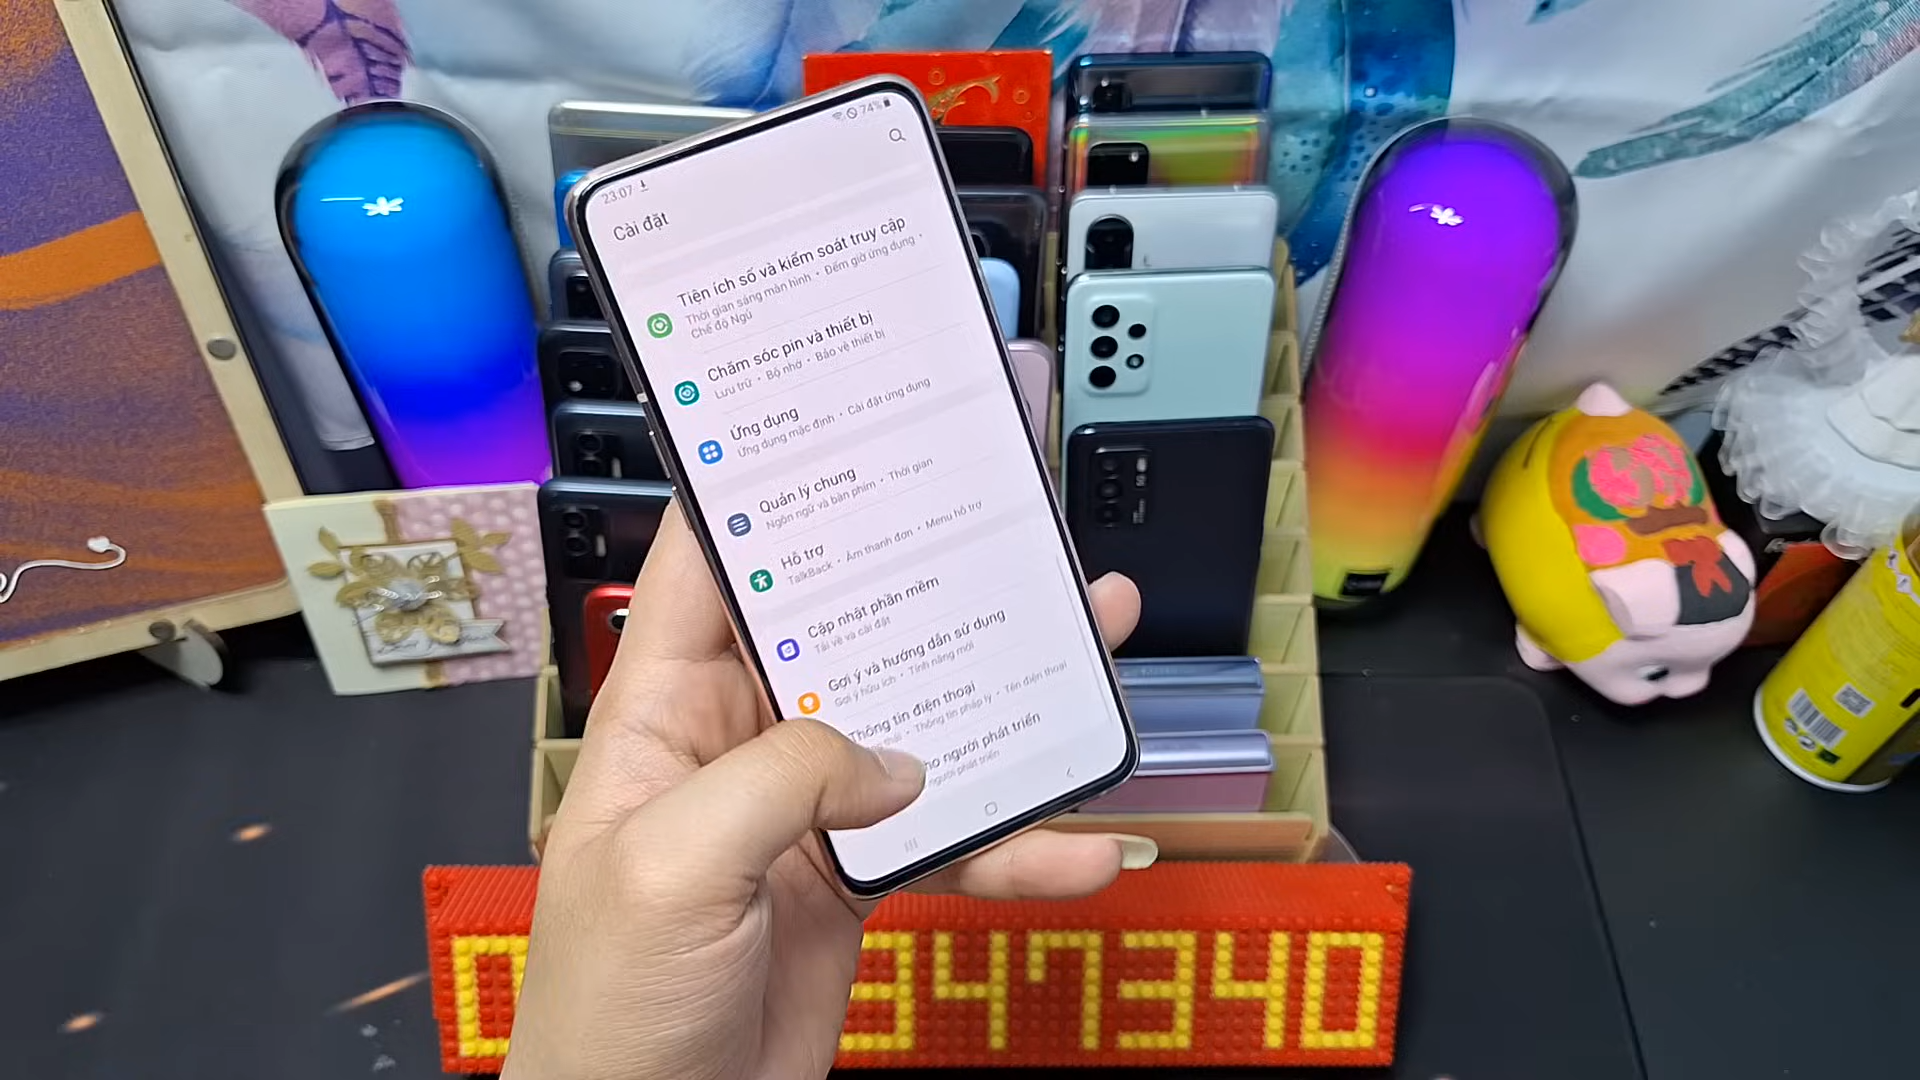 23:07
74%
Cài đặt
Tiện ích số và kiểm soát truy cập
Thời gian sáng màn hình • Đếm giờ ứng dụng •
Chế độ Ngủ
Chăm sóc pin và thiết bị
Lưu trữ • Bộ nhớ • Bảo vệ thiết bị
Ứng dụng
Ứng dụng mặc định • Cài đặt ứng dụng
Quản lý chung
Ngôn ngữ và bàn phím • Thời gian
Hỗ trợ
TalkBack • Âm thanh đơn • Menu hỗ trợ
Cập nhật phần mềm
Tải về và cài đặt
Gợi ý và hướng dẫn sử dụng
Gợi ý hữu ích • Tính năng mới
Thông tin điện thoại
• Thông tin pháp lý • Tên điện thoại
người phát triển
người phát triển
5G
347340